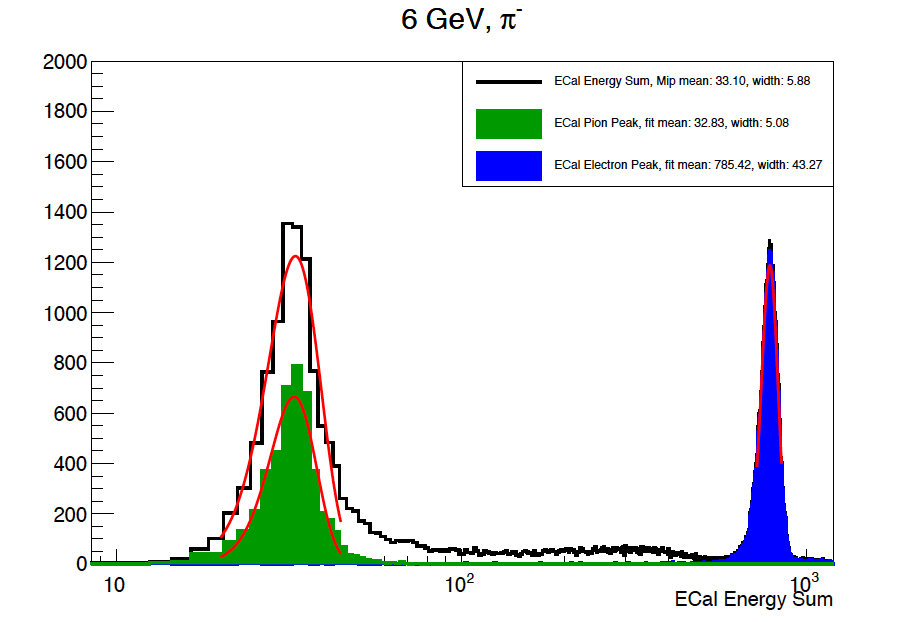 6 GeV, π⁻
2000
1800
1600
1400
1200
1000
800
600
400
200
0
ECal Energy Sum, Mip mean: 33.10, width: 5.88
ECal Pion Peak, fit mean: 32.83, width: 5.08
ECal Electron Peak, fit mean: 785.42, width: 43.27
10 10² 10³
ECal Energy Sum